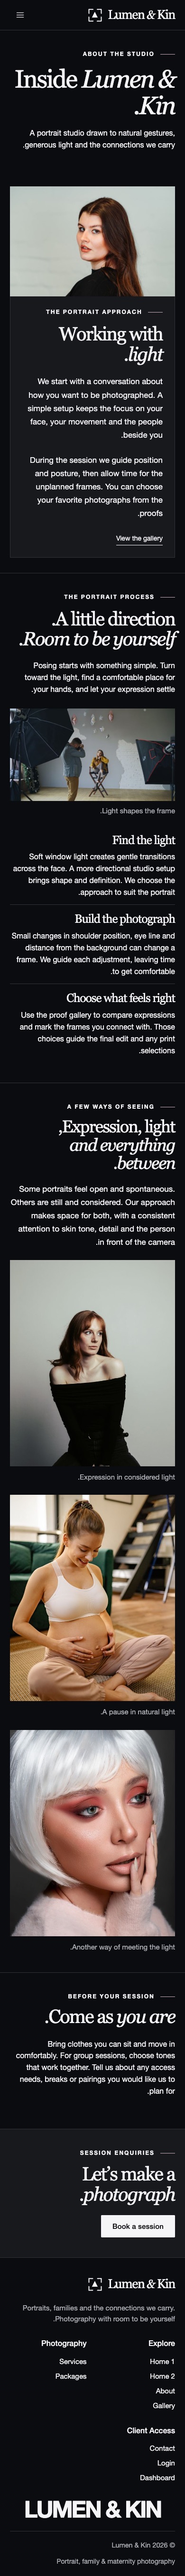 Lumen & Kin
ABOUT THE STUDIO
Inside Lumen &
Kin.
A portrait studio drawn to natural gestures,
generous light and the connections we carry.
THE PORTRAIT APPROACH
Working with
light.
We start with a conversation about
how you want to be photographed. A
simple setup keeps the focus on your
face, your movement and the people
beside you.
During the session we guide position
and posture, then allow time for the
unplanned frames. You can choose
your favorite photographs from the
proofs.
View the gallery
THE PORTRAIT PROCESS
A little direction.
Room to be yourself.
Posing starts with something simple. Turn
toward the light, find a comfortable place for
your hands, and let your expression settle.
Light shapes the frame.
Find the light
Soft window light creates gentle transitions
across the face. A more directional studio setup
brings shape and definition. We choose the
approach to suit the portrait.
Build the photograph
Small changes in shoulder position, eye line and
distance from the background can change a
frame. We guide each adjustment, leaving time
to get comfortable.
Choose what feels right
Use the proof gallery to compare expressions
and mark the frames you connect with. Those
choices guide the final edit and any print
selections.
A FEW WAYS OF SEEING
Expression, light,
and everything
between.
Some portraits feel open and spontaneous.
Others are still and considered. Our approach
makes space for both, with a consistent
attention to skin tone, detail and the person
in front of the camera.
Expression in considered light.
A pause in natural light.
Another way of meeting the light.
BEFORE YOUR SESSION
Come as you are.
Bring clothes you can sit and move in
comfortably. For group sessions, choose tones
that work together. Tell us about any access
needs, breaks or pairings you would like us to
plan for.
SESSION ENQUIRIES
Let's make a
photograph.
Book a session
Lumen & Kin
Portraits, families and the connections we carry.
Photography with room to be yourself.
Explore
Home 1
Home 2
About
Gallery
Photography
Services
Packages
Client Access
Contact
Login
Dashboard
LUMEN & KIN
Lumen & Kin 2026 ©
Portrait, family & maternity photography